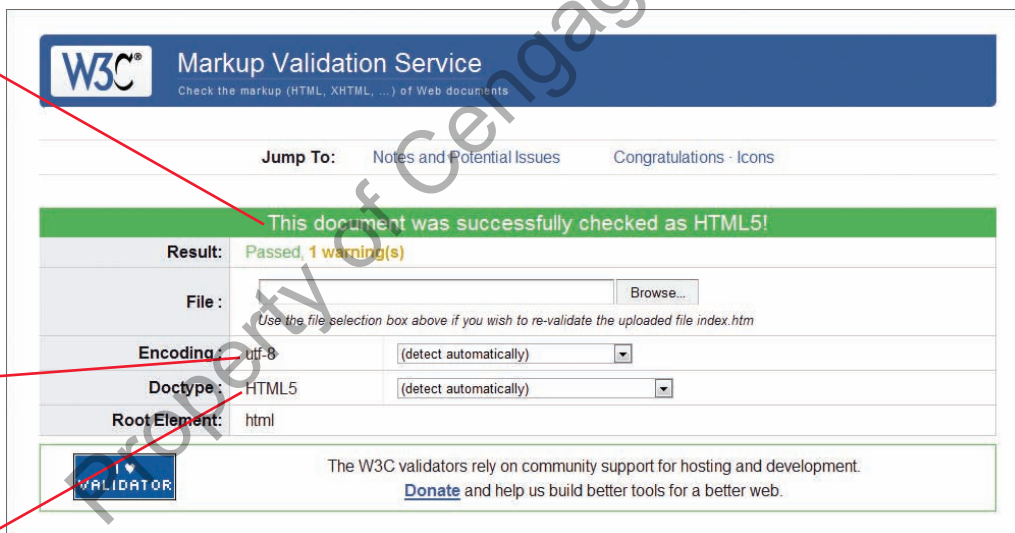 W3C®
Markup Validation Service
Check the markup (HTML, XHTML, ...) of Web documents
Jump To: Notes and Potential Issues Congratulations · Icons
This document was successfully checked as HTML5!
Result: Passed, 1 warning(s)
File : Browse...
Use the file selection box above if you wish to re-validate the uploaded file index.htm
Encoding : utf-8 (detect automatically)
Doctype : HTML5 (detect automatically)
Root Element: html
I ♥
VALIDATOR
The W3C validators rely on community support for hosting and development.
Donate and help us build better tools for a better web.
Property of Cengag